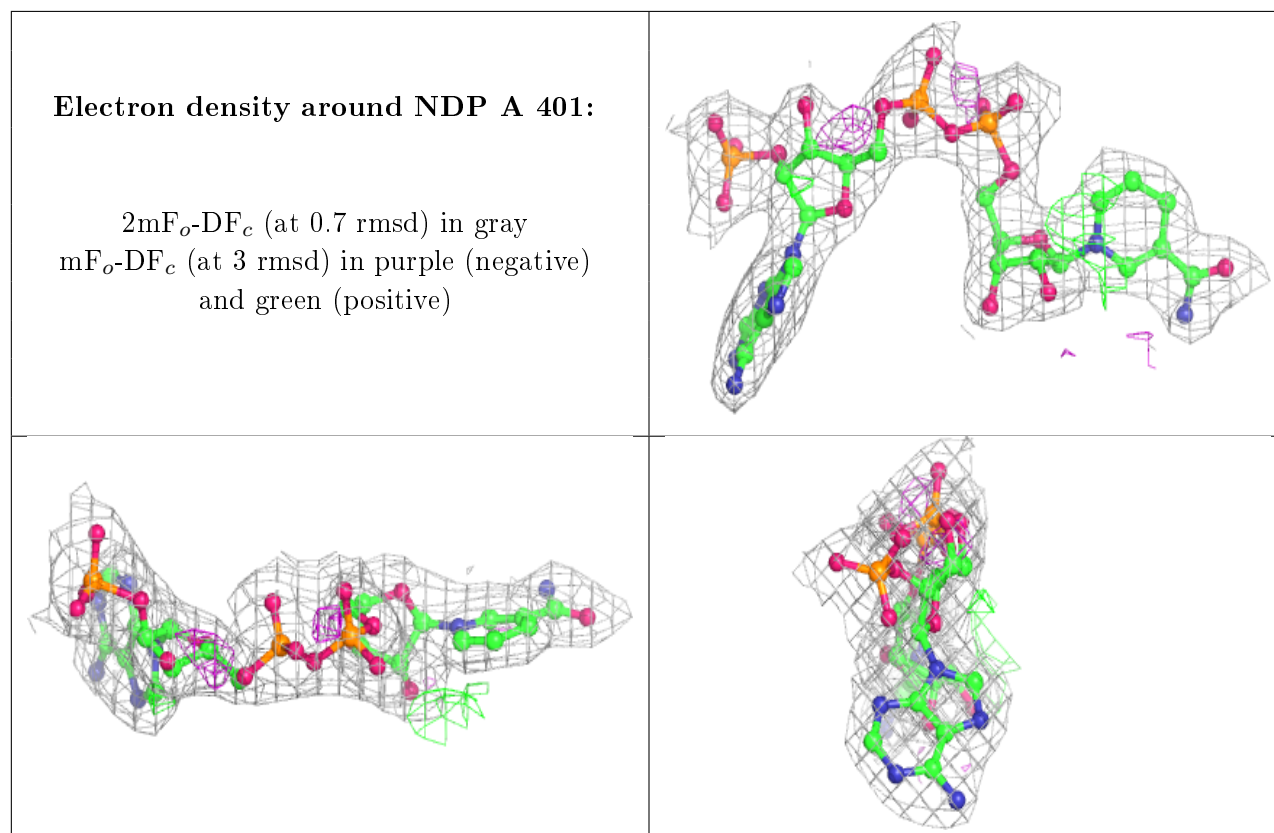 Electron density around NDP A 401:
2mFo-DFc (at 0.7 rmsd) in gray
mFo-DFc (at 3 rmsd) in purple (negative)
and green (positive)